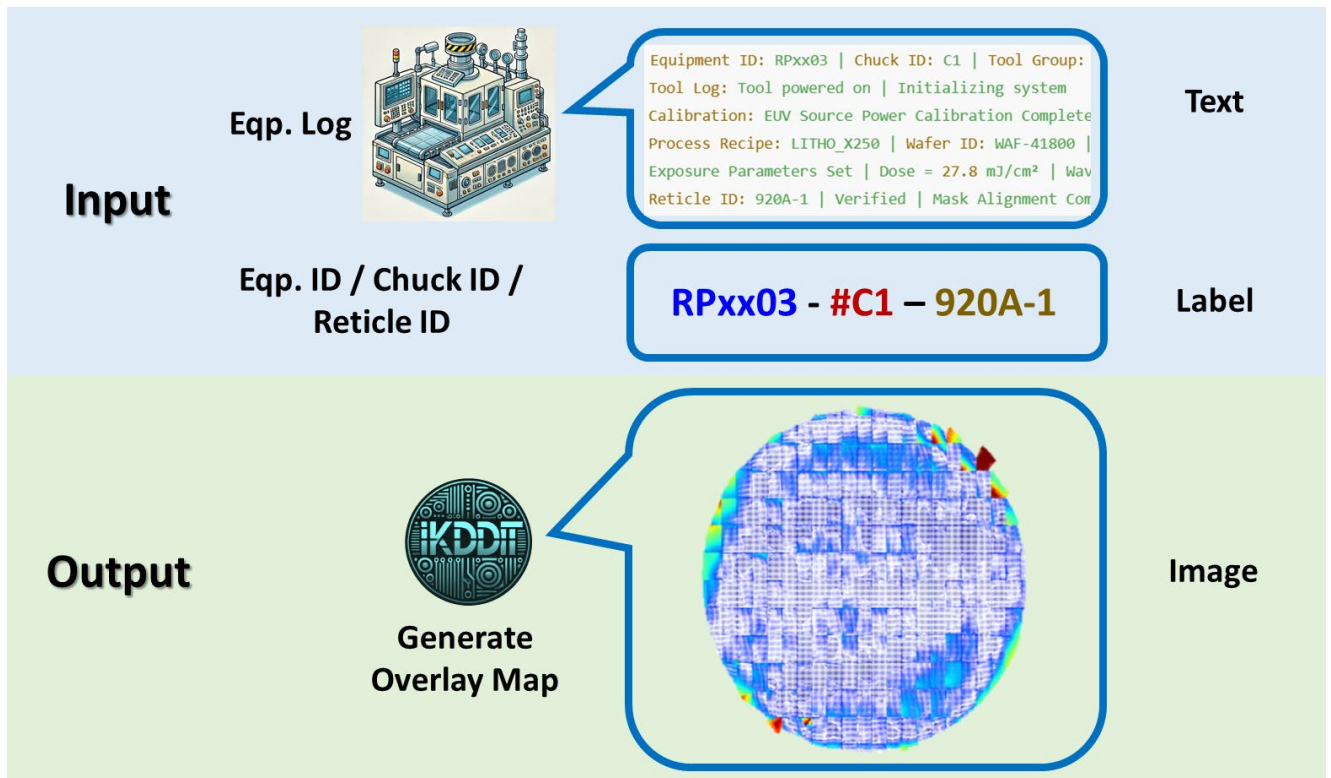 Input
Eqp. Log
Equipment ID: RPxx03 | Chuck ID: C1 | Tool Group:
Tool Log: Tool powered on | Initializing system
Calibration: EUV Source Power Calibration Complete
Process Recipe: LITHO_X250 | Wafer ID: WAF-41800 |
Exposure Parameters Set | Dose = 27.8 mJ/cm² | Wav
Reticle ID: 920A-1 | Verified | Mask Alignment Com
Text
Eqp. ID / Chuck ID /
Reticle ID
RPxx03 - #C1 – 920A-1
Label
Output
iKDDT
Generate
Overlay Map
Image